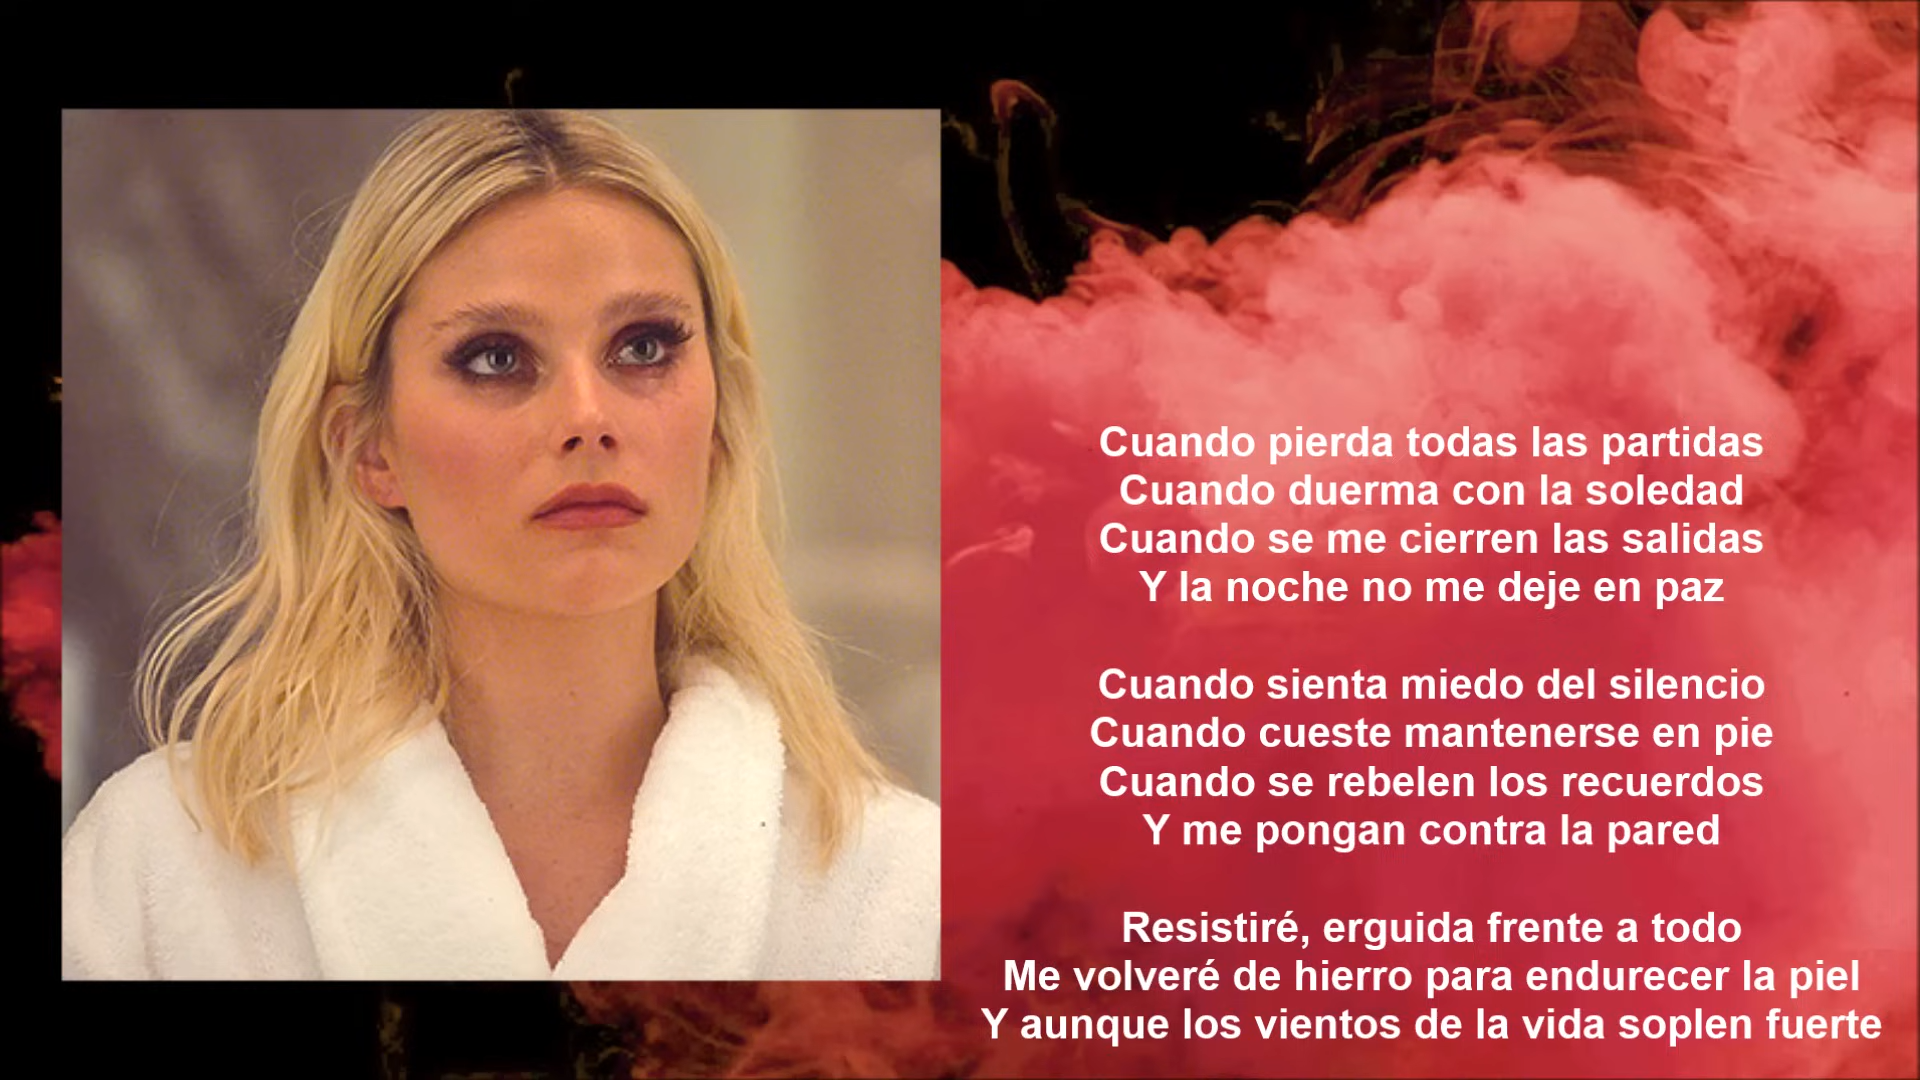 Cuando pierda todas las partidas
Cuando duerma con la soledad
Cuando se me cierren las salidas
Y la noche no me deje en paz
Cuando sienta miedo del silencio
Cuando cueste mantenerse en pie
Cuando se rebelen los recuerdos
Y me pongan contra la pared
Resistiré, erguida frente a todo
Me volveré de hierro para endurecer la piel
Y aunque los vientos de la vida soplen fuerte